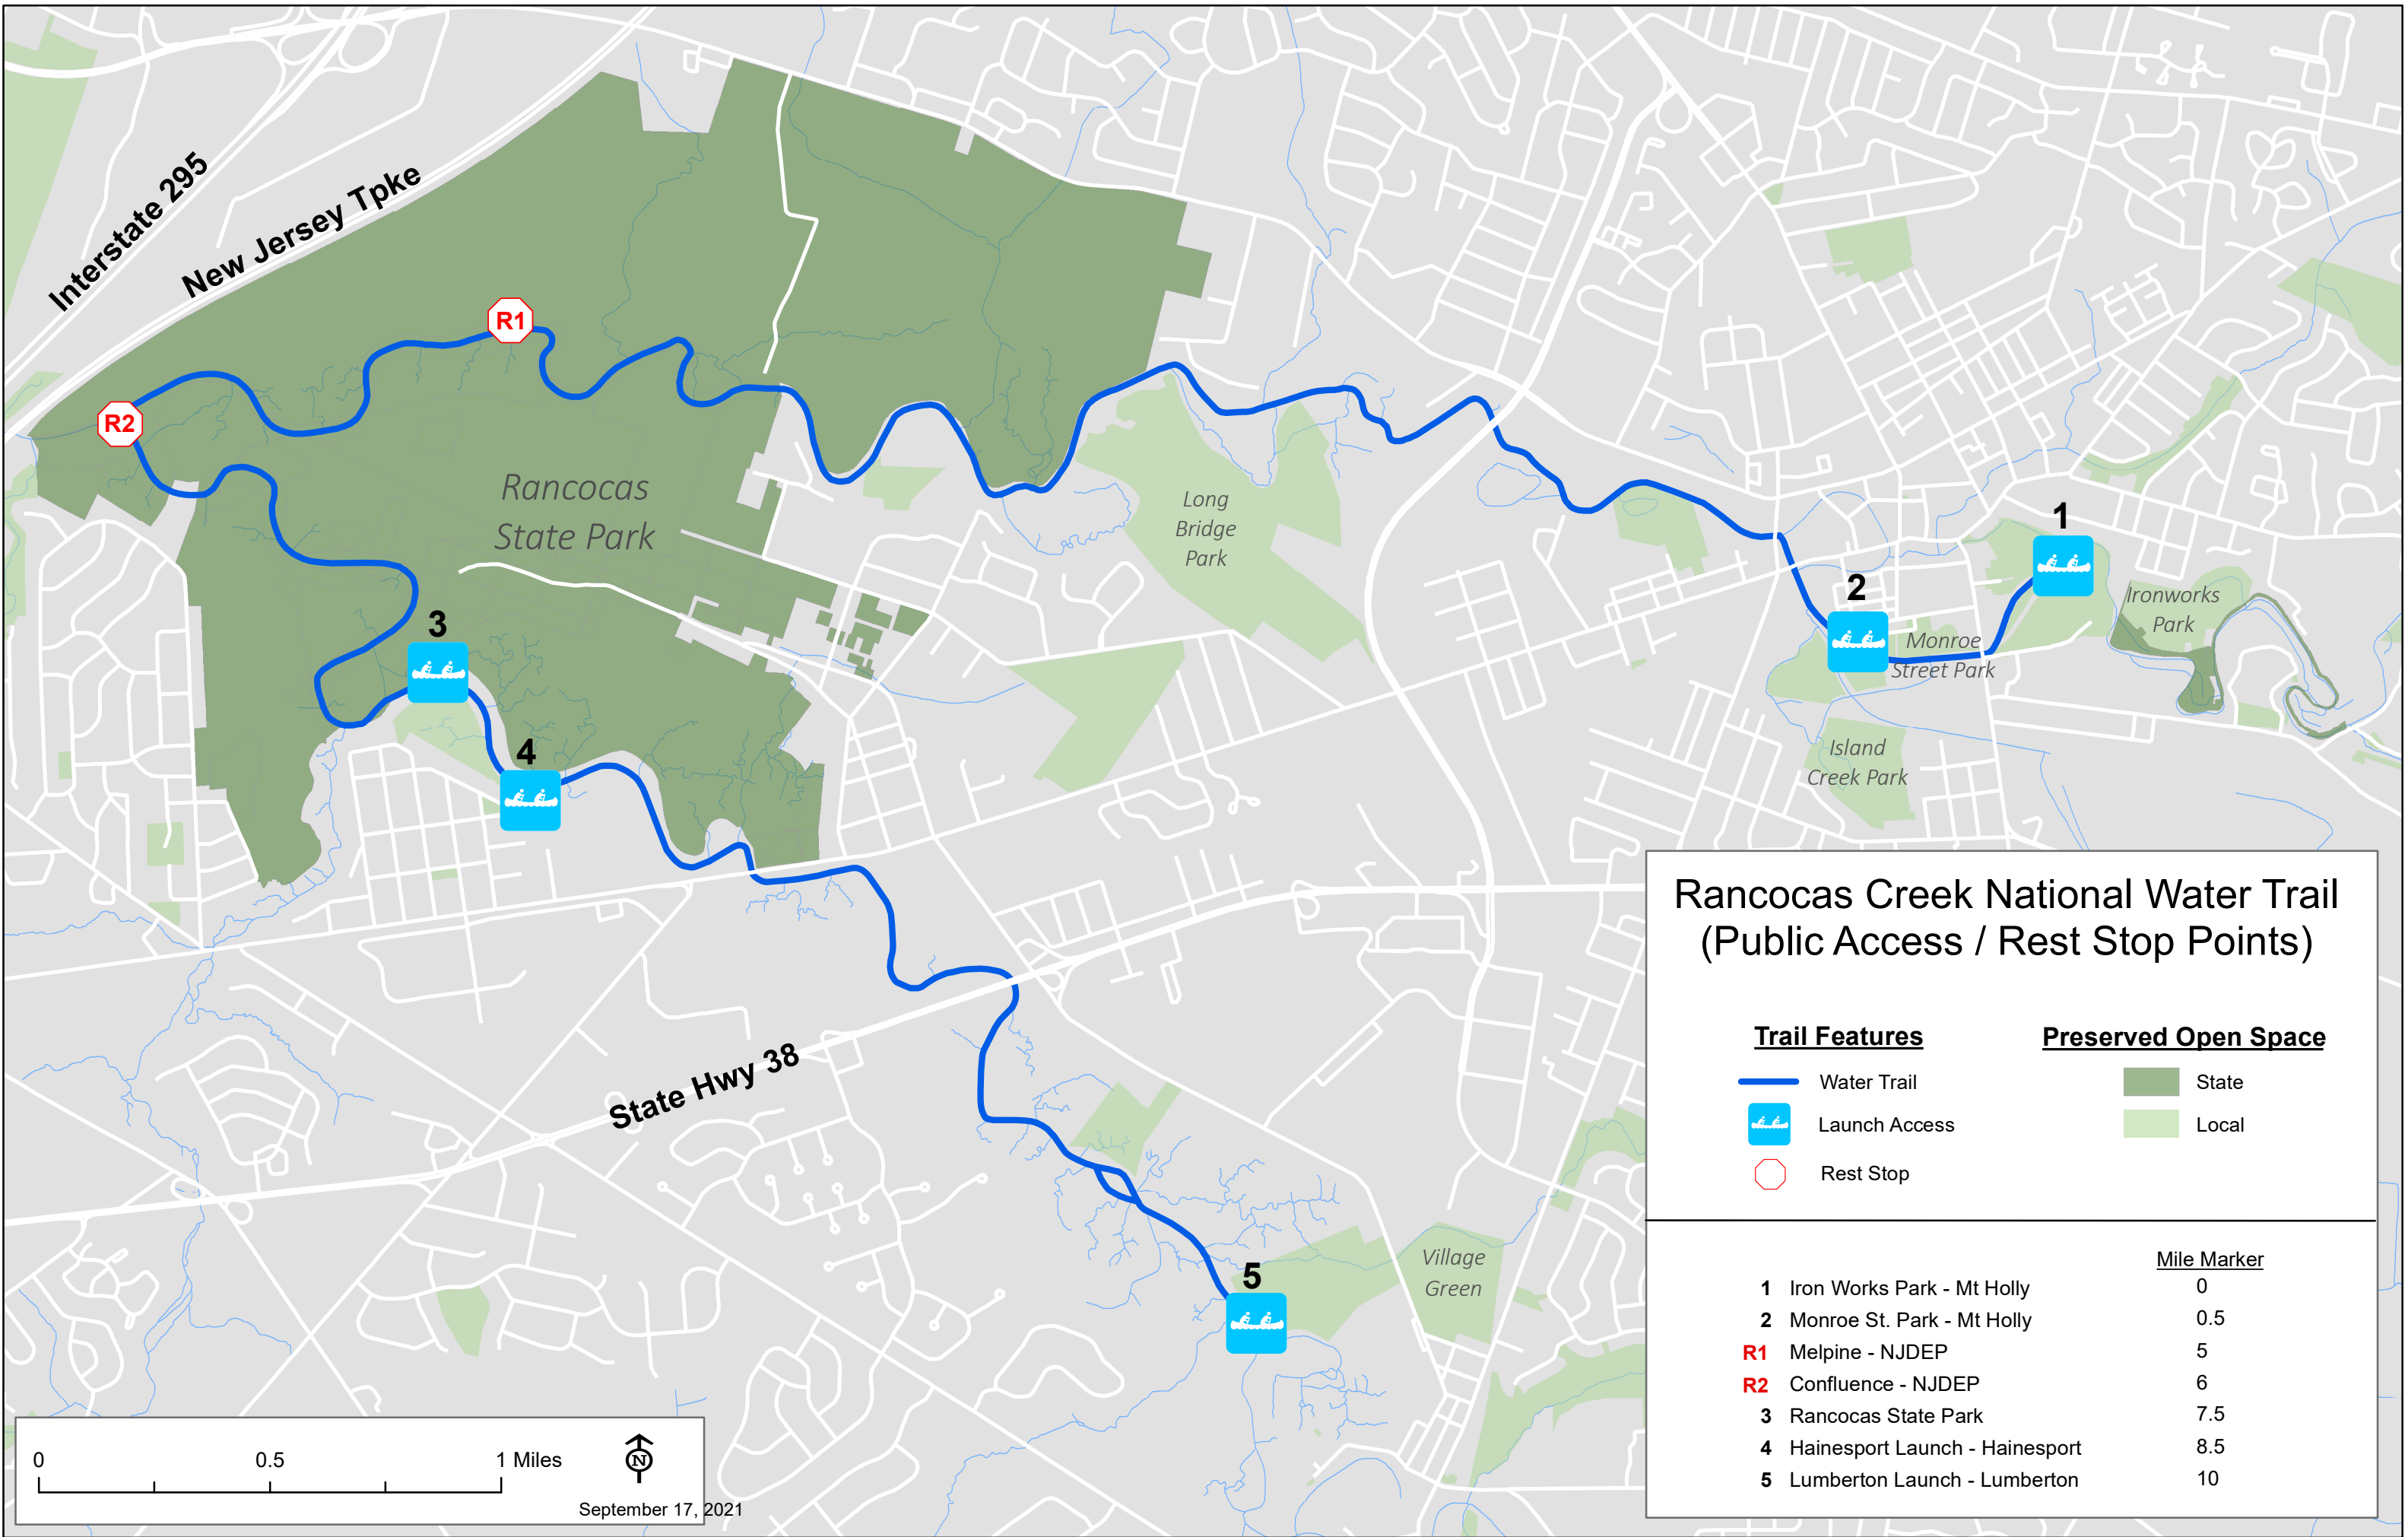 Interstate 295
New Jersey Tpke
R1
R2
Rancocas
State Park
Long
Bridge
Park
1
2
Ironworks
Park
Monroe
Street Park
3
4
Island
Creek Park
State Hwy 38
5
Village
Green
Rancocas Creek National Water Trail
(Public Access / Rest Stop Points)
Trail Features
Preserved Open Space
Water Trail
State
Launch Access
Local
Rest Stop
Mile Marker
1 Iron Works Park - Mt Holly 0
2 Monroe St. Park - Mt Holly 0.5
R1 Melpine - NJDEP 5
R2 Confluence - NJDEP 6
3 Rancocas State Park 7.5
4 Hainesport Launch - Hainesport 8.5
5 Lumberton Launch - Lumberton 10
0 0.5 1 Miles
N
September 17, 2021